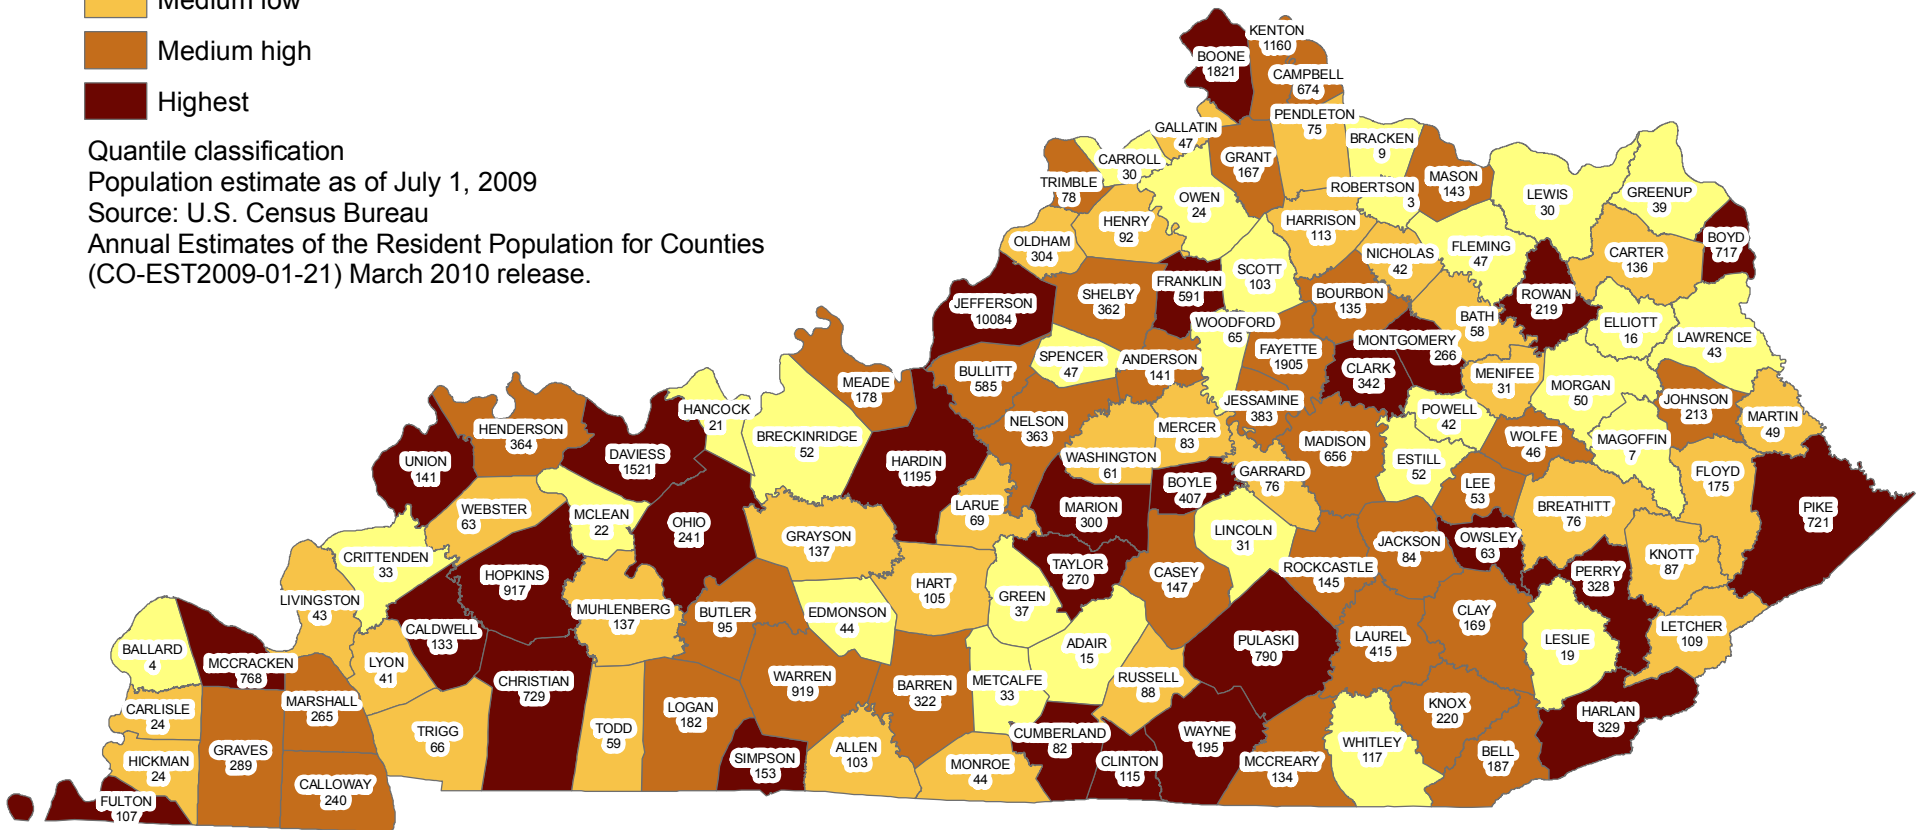 Medium low
Medium high
Highest
Quantile classification
Population estimate as of July 1, 2009
Source: U.S. Census Bureau
Annual Estimates of the Resident Population for Counties
(CO-EST2009-01-21) March 2010 release.
KENTON
1160
BOONE
1821
CAMPBELL
674
PENDLETON
75
GALLATIN
47
BRACKEN
9
CARROLL
30
GRANT
167
TRIMBLE
78
MASON
143
ROBERTSON
3
OWEN
24
LEWIS
30
GREENUP
39
HENRY
92
HARRISON
113
OLDHAM
304
BOYD
717
FLEMING
47
NICHOLAS
42
CARTER
136
SCOTT
103
FRANKLIN
591
SHELBY
362
BOURBON
135
ROWAN
219
JEFFERSON
10084
BATH
58
WOODFORD
65
ELLIOTT
16
LAWRENCE
43
MONTGOMERY
266
FAYETTE
1905
SPENCER
47
ANDERSON
141
CLARK
342
BULLITT
585
MENIFEE
31
MEADE
178
MORGAN
50
JESSAMINE
383
JOHNSON
213
HANCOCK
21
POWELL
42
MARTIN
49
NELSON
363
HENDERSON
364
MERCER
83
BRECKINRIDGE
52
MADISON
656
WOLFE
46
MAGOFFIN
7
DAVIESS
1521
UNION
141
HARDIN
1195
WASHINGTON
61
ESTILL
52
GARRARD
76
FLOYD
175
BOYLE
407
LEE
53
LARUE
69
MARION
300
BREATHITT
76
PIKE
721
WEBSTER
63
MCLEAN
22
OHIO
241
LINCOLN
31
GRAYSON
137
OWSLEY
63
JACKSON
84
CRITTENDEN
33
KNOTT
87
TAYLOR
270
ROCKCASTLE
145
CASEY
147
PERRY
328
HOPKINS
917
HART
105
GREEN
37
LIVINGSTON
43
MUHLENBERG
137
BUTLER
95
EDMONSON
44
CLAY
169
LETCHER
109
CALDWELL
133
PULASKI
790
LAUREL
415
LESLIE
19
ADAIR
15
BALLARD
4
MCCRACKEN
768
LYON
41
WARREN
919
RUSSELL
88
CHRISTIAN
729
METCALFE
33
BARREN
322
MARSHALL
265
KNOX
220
CARLISLE
24
LOGAN
182
HARLAN
329
TRIGG
66
TODD
59
CUMBERLAND
82
WAYNE
195
WHITLEY
117
ALLEN
103
GRAVES
289
BELL
187
SIMPSON
153
HICKMAN
24
MONROE
44
CLINTON
115
MCCREARY
134
CALLOWAY
240
FULTON
107